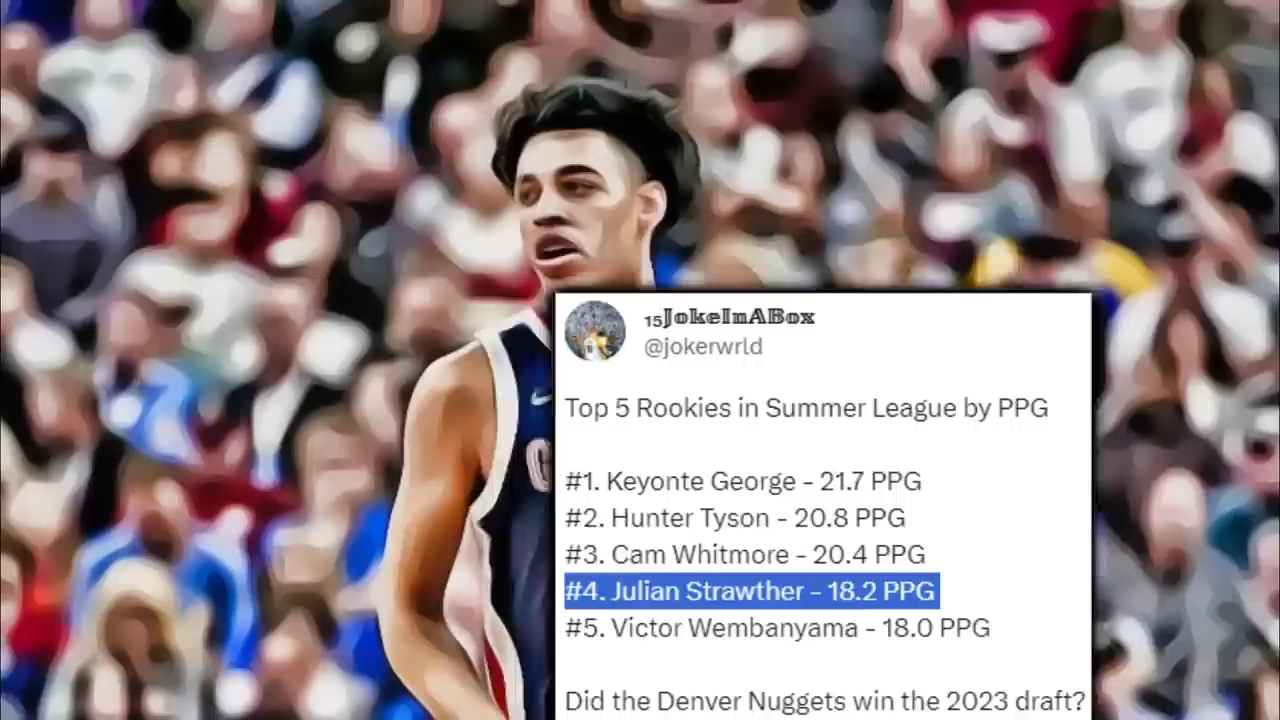 15JokeInABox
@jokerwrld
Top 5 Rookies in Summer League by PPG
#1. Keyonte George - 21.7 PPG
#2. Hunter Tyson - 20.8 PPG
#3. Cam Whitmore - 20.4 PPG
#4. Julian Strawther - 18.2 PPG
#5. Victor Wembanyama - 18.0 PPG
Did the Denver Nuggets win the 2023 draft?